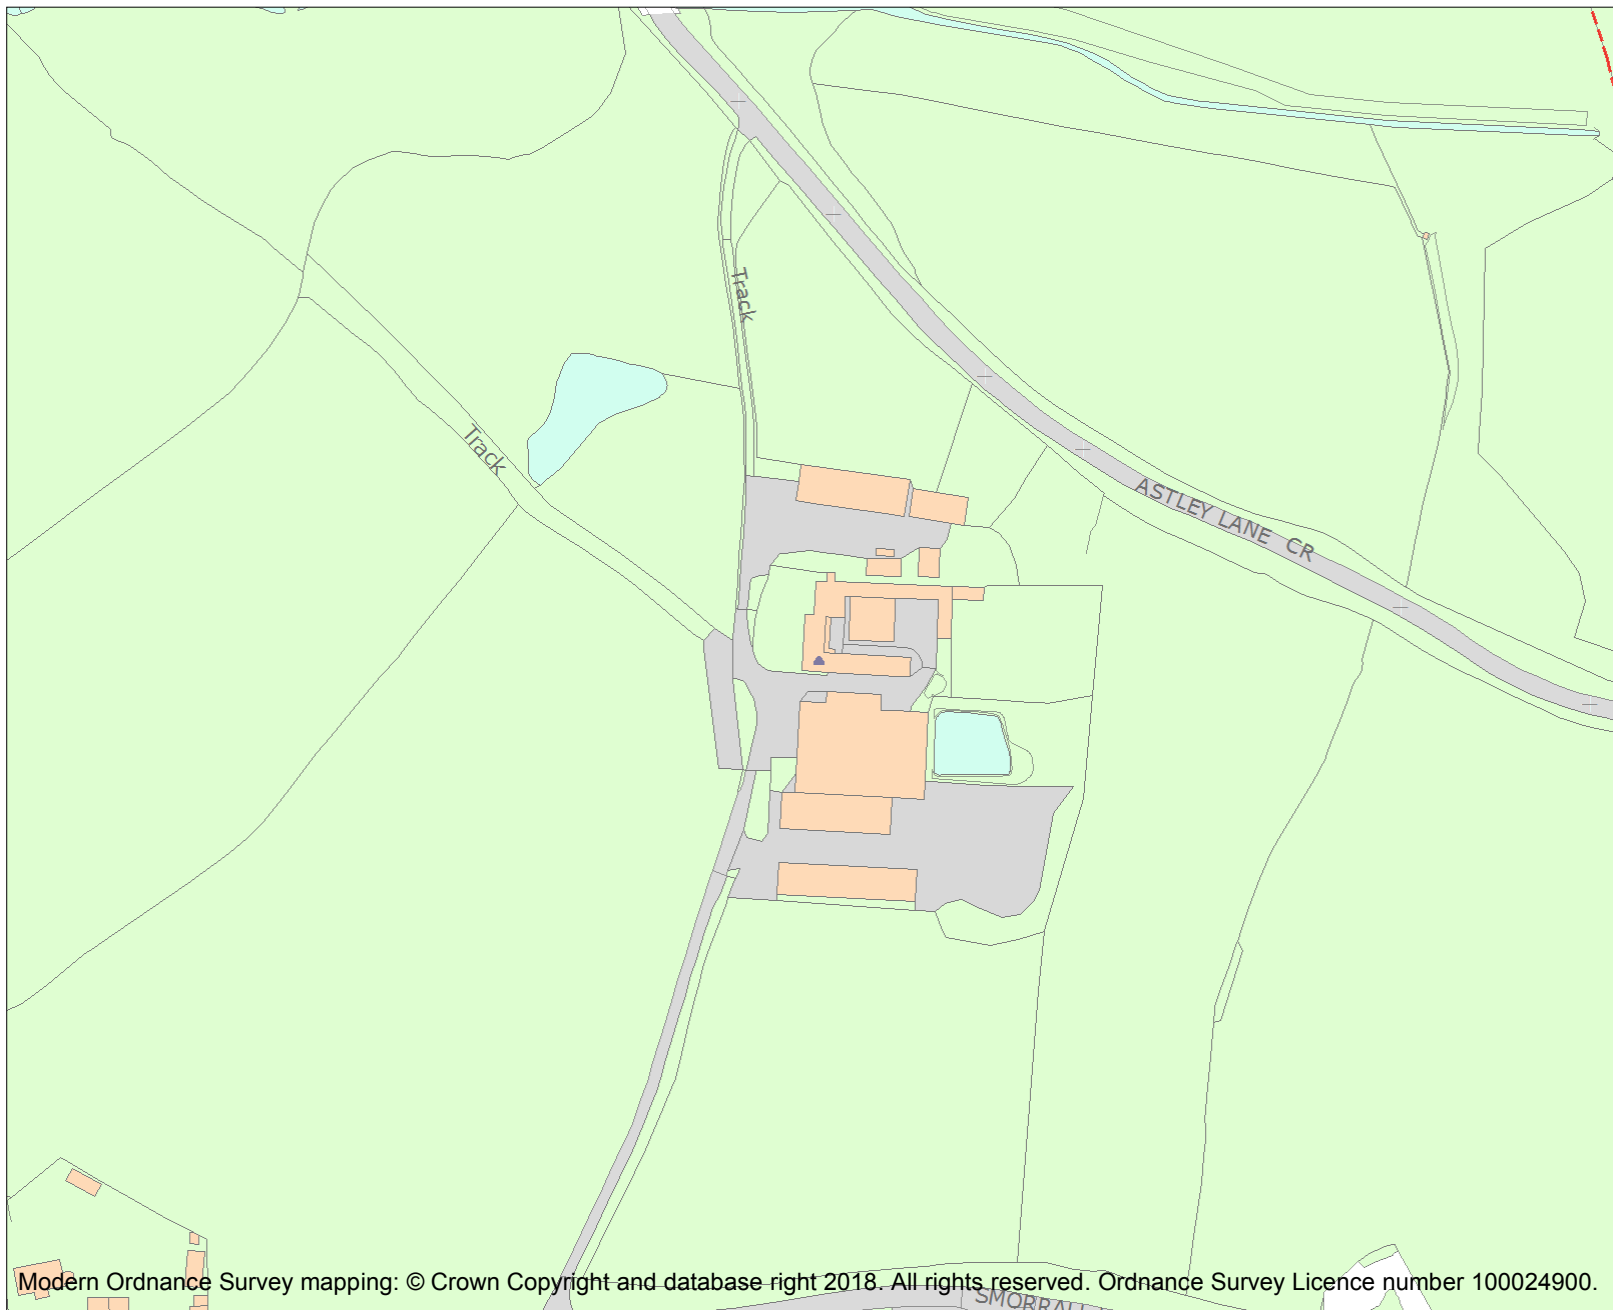 Track
Track
ASTLEY LANE CR
Modern Ordnance Survey mapping: © Crown Copyright and database right 2018. All rights reserved. Ordnance Survey Licence number 100024900.